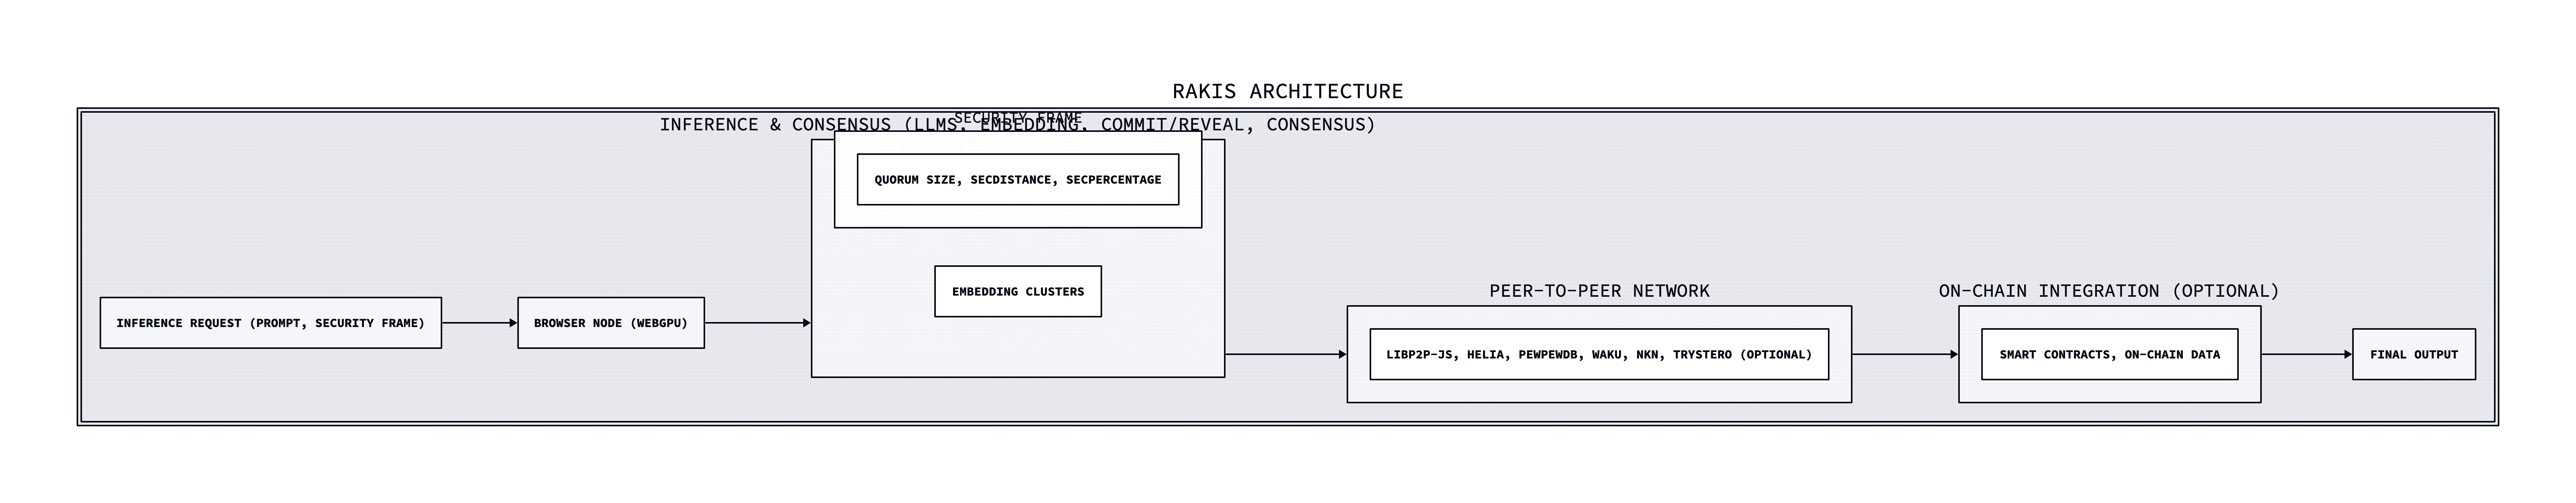 RAKIS ARCHITECTURE
INFERENCE & CONSENSUS (LLMS, EMBEDDING, COMMIT/REVEAL, CONSENSUS)
SECURITY FRAME
QUORUM SIZE, SECDISTANCE, SECPERCENTAGE
EMBEDDING CLUSTERS
INFERENCE REQUEST (PROMPT, SECURITY FRAME)
BROWSER NODE (WEBGPU)
PEER-TO-PEER NETWORK
LIBP2P-JS, HELIA, PEWPEWDB, WAKU, NKN, TRYSTERO (OPTIONAL)
ON-CHAIN INTEGRATION (OPTIONAL)
SMART CONTRACTS, ON-CHAIN DATA
FINAL OUTPUT